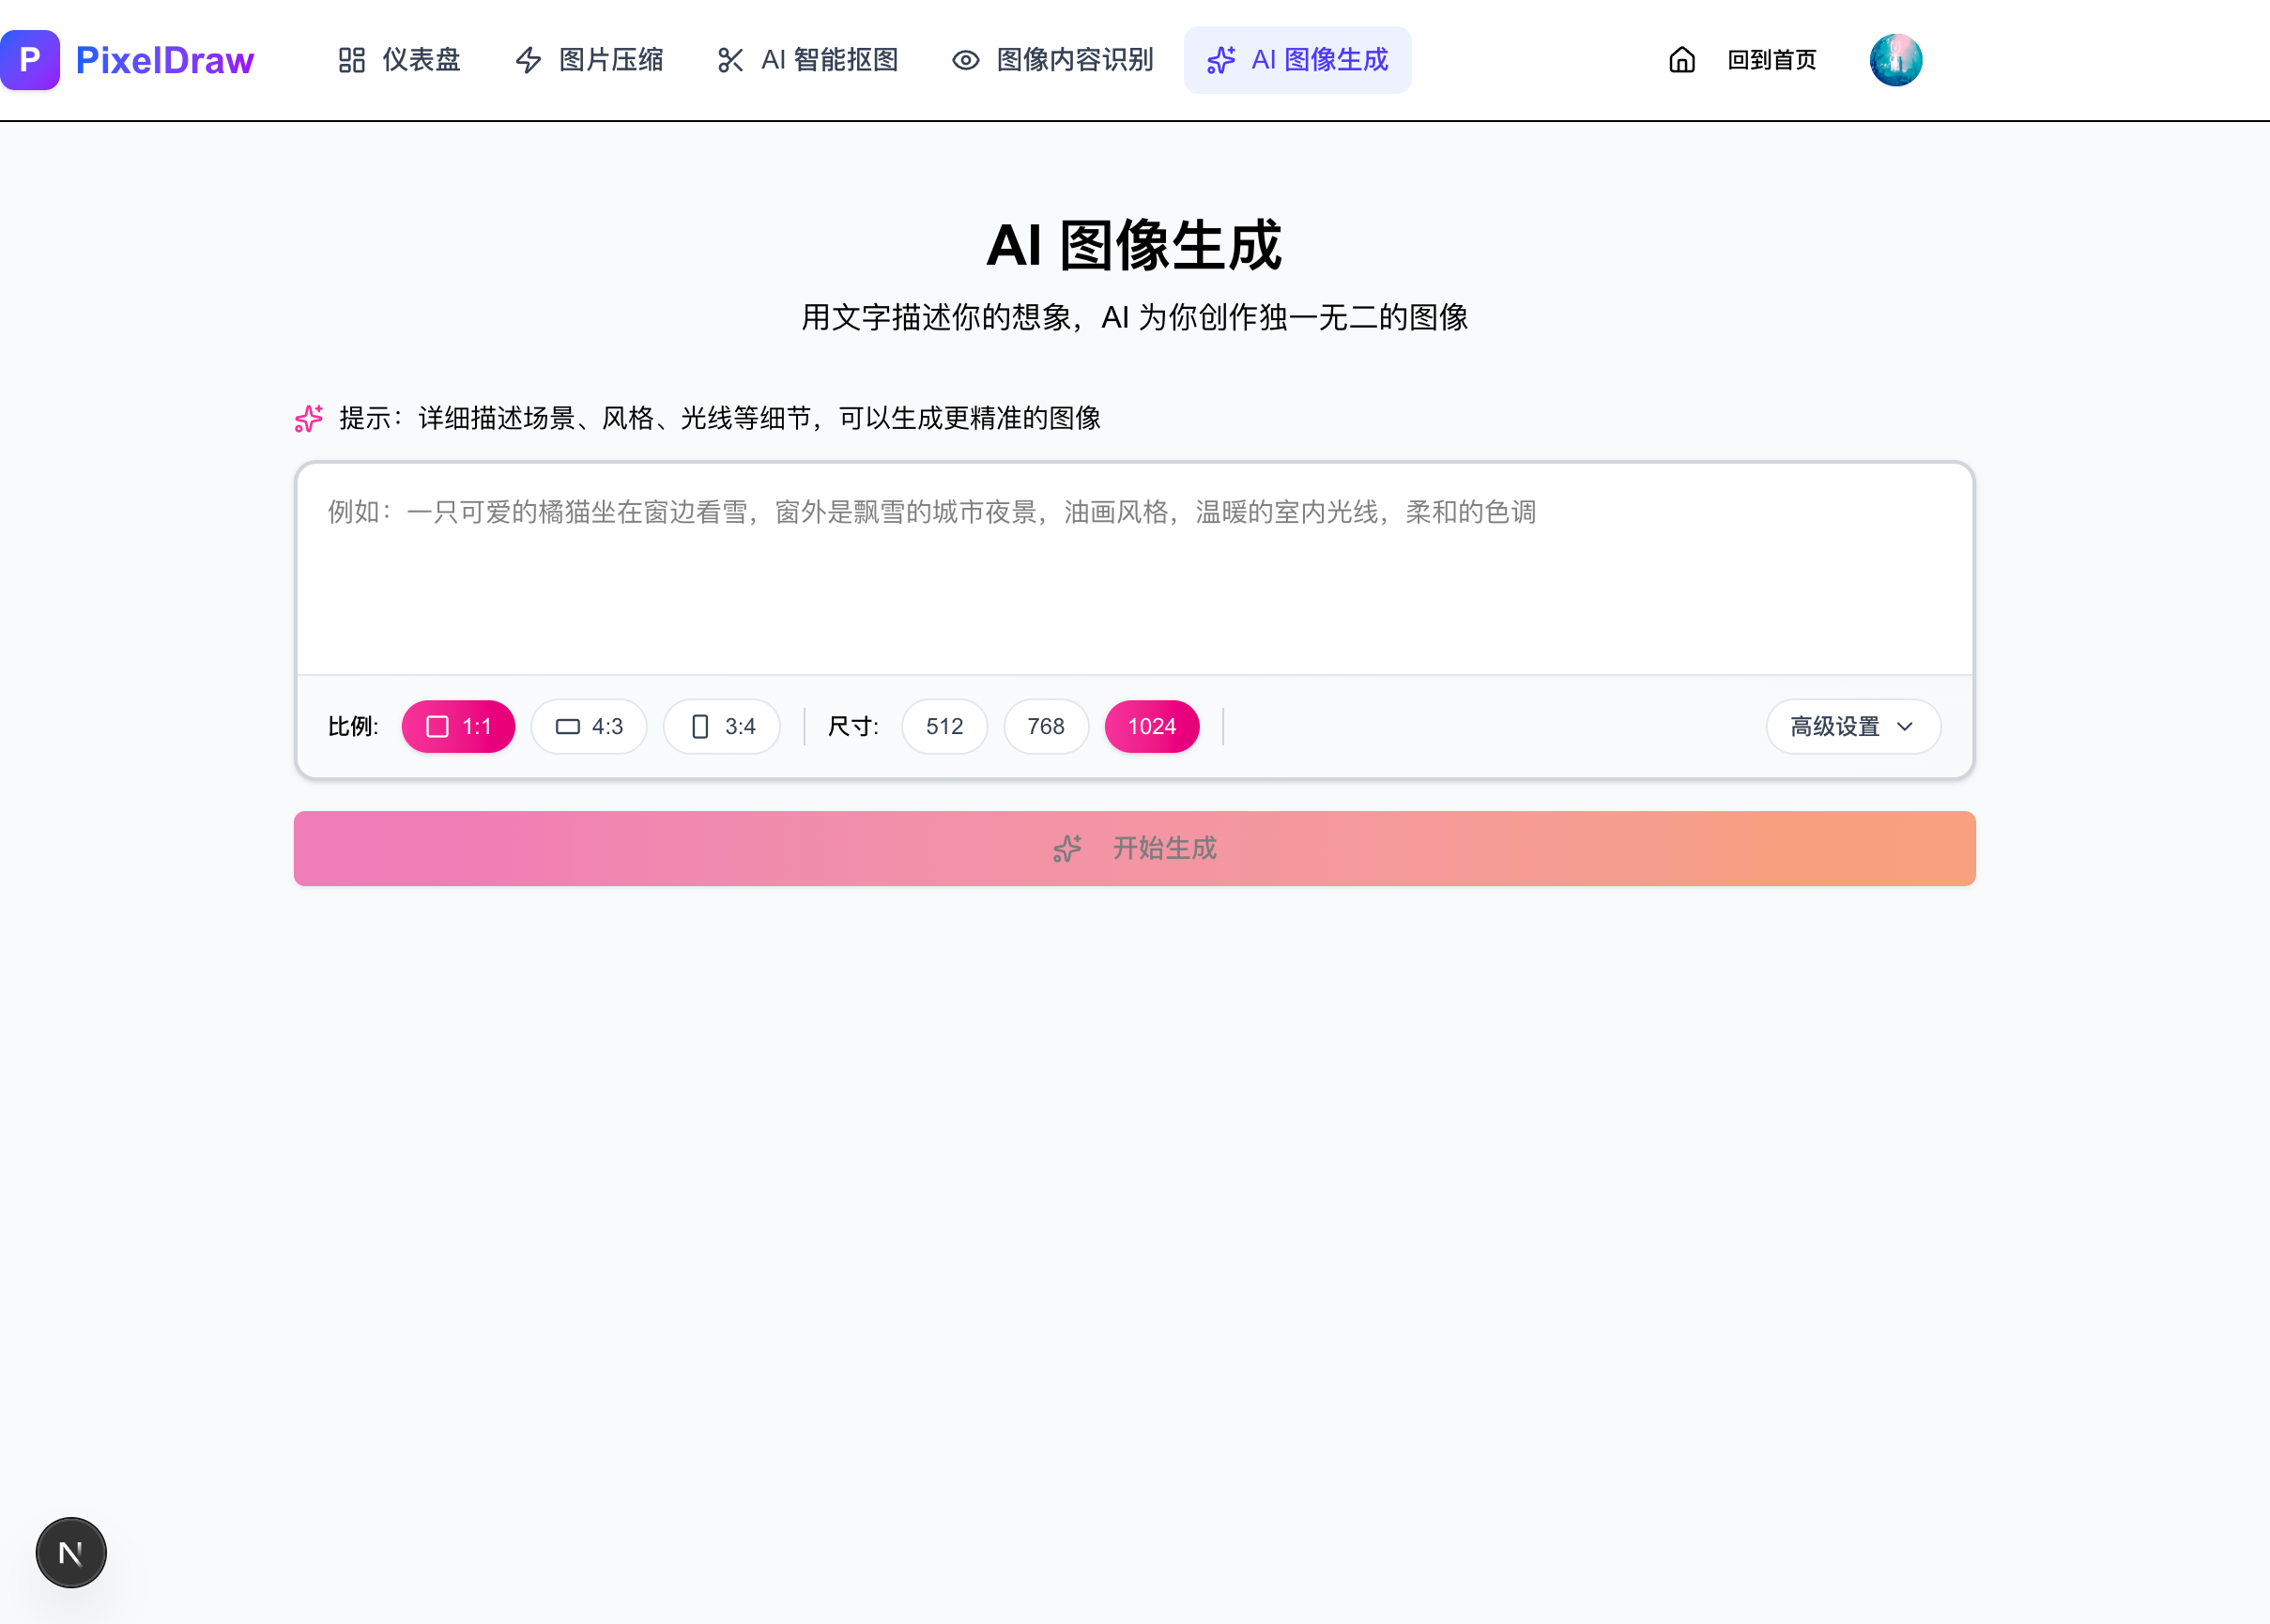 P PixelDraw 仪表盘 图片压缩 AI 智能抠图 图像内容识别 AI 图像生成 回到首页
AI 图像生成
用文字描述你的想象，AI 为你创作独一无二的图像
提示：详细描述场景、风格、光线等细节，可以生成更精准的图像
例如：一只可爱的橘猫坐在窗边看雪，窗外是飘雪的城市夜景，油画风格，温暖的室内光线，柔和的色调
比例: 1:1 4:3 3:4 尺寸: 512 768 1024 高级设置
开始生成
N